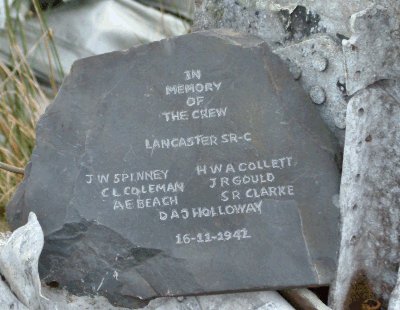 IN
MEMORY
OF
THE CREW
LANCASTER SR-C
J W SPINNEY H W A COLLETT
C L COLEMAN J R GOULD
A E BEACH S R CLARKE
D A J HOLLOWAY
16-11-1942